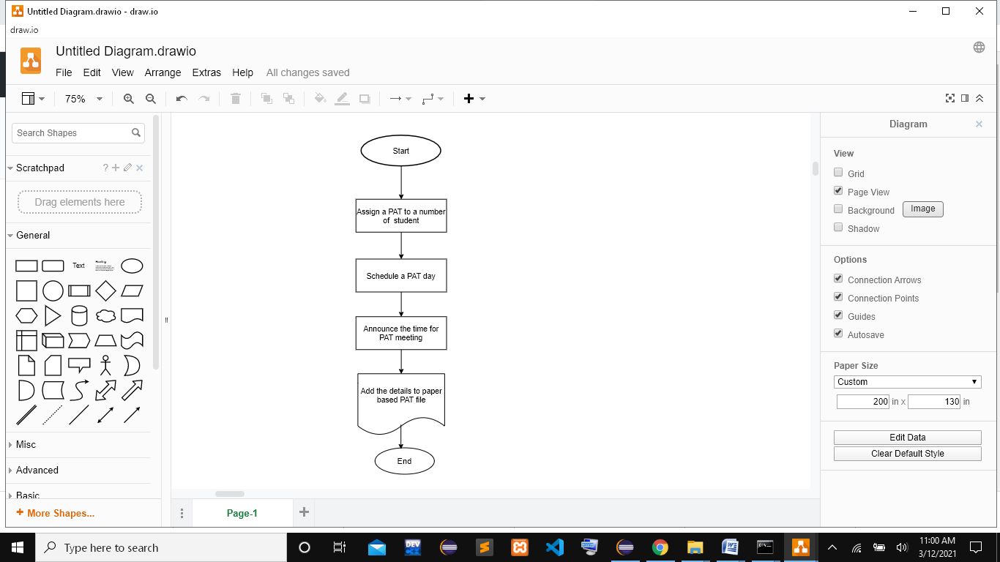 Untitled Diagram.drawio - draw.io
draw.io
Untitled Diagram.drawio
File Edit View Arrange Extras Help All changes saved
75%
Search Shapes
Scratchpad
?
Drag elements here
General
Text
Heading
Misc
Advanced
Basic
+ More Shapes...
Start
Assign a PAT to a number
of student
Schedule a PAT day
Announce the time for
PAT meeting
Add the details to paper
based PAT file
End
Page-1
Diagram
View
Grid
Page View
Background
Image
Shadow
Options
Connection Arrows
Connection Points
Guides
Autosave
Paper Size
Custom
200 in x 130 in
Edit Data
Clear Default Style
Type here to search
DEV
11:00 AM
3/12/2021